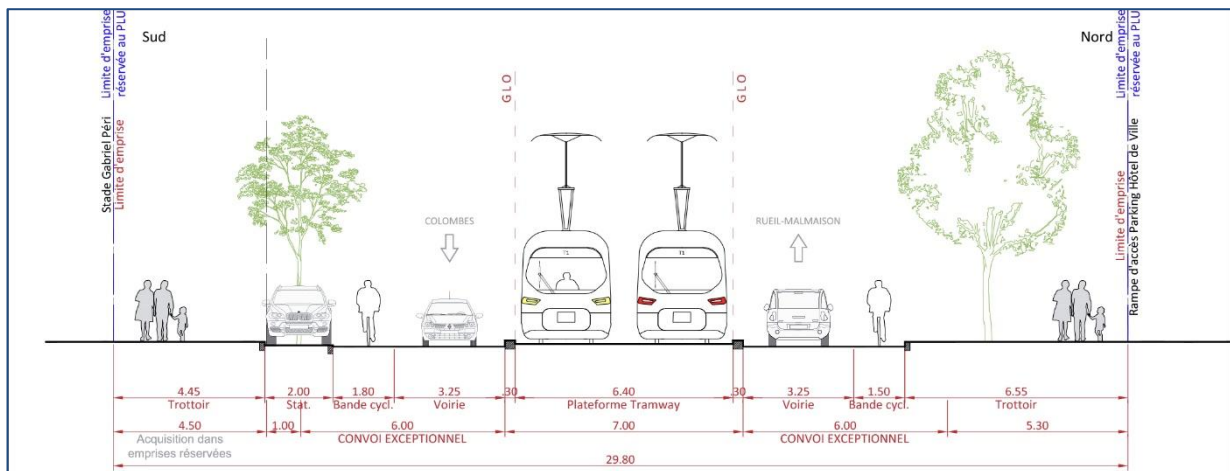 Limite d'emprise
réservée au PLU
Sud
Stade Gabriel Péri
Limite d'emprise
GLO
GLO
Nord
Limite d'emprise
réservée au PLU
Limite d'emprise
Rampe d'accès Parking Hôtel de Ville
COLOMBES
RUEIL-MALMAISON
T1
T1
4.45 2.00 1.80 3.25 .30 6.40 .30 3.25 1.50 6.55
Trottoir Stat. Bande cycl. Voirie Plateforme Tramway Voirie Bande cycl. Trottoir
4.50 1.00 6.00 7.00 6.00 5.30
Acquisition dans CONVOI EXCEPTIONNEL CONVOI EXCEPTIONNEL
emprises réservées
29.80